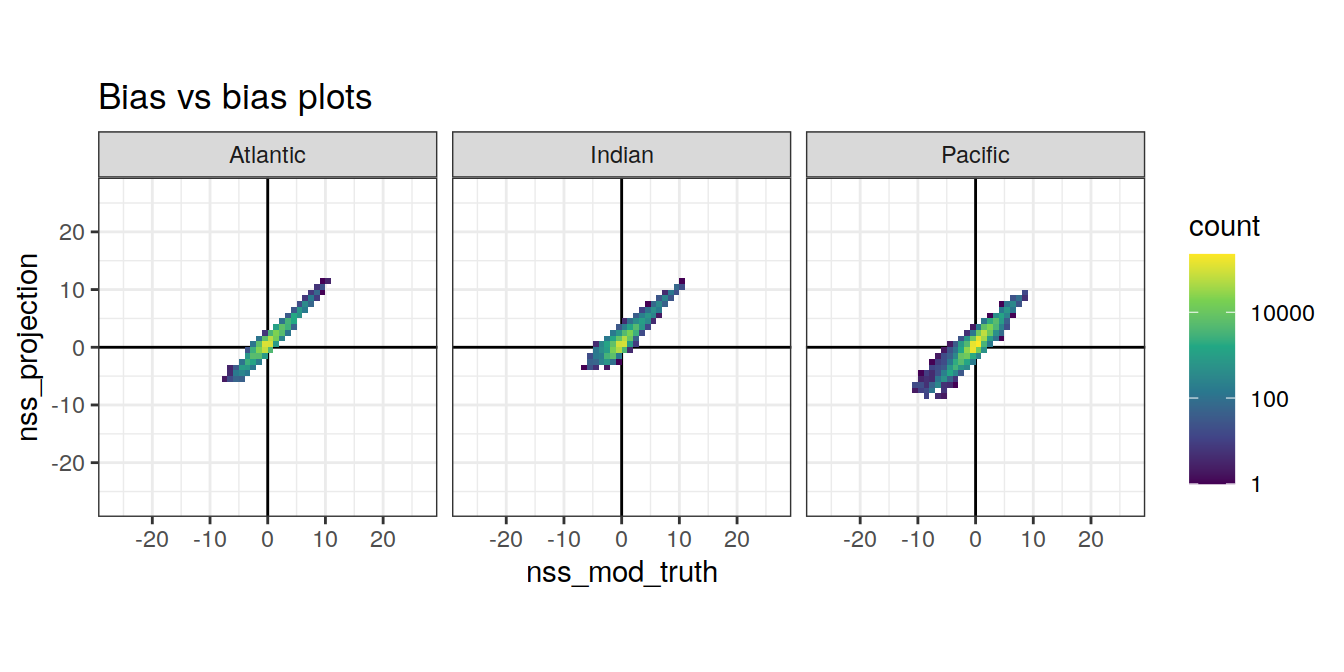 Bias vs bias plots
Atlantic Indian Pacific
nss_projection
20
10
0
-10
-20
-20 -10 0 10 20 -20 -10 0 10 20 -20 -10 0 10 20
nss_mod_truth
count
10000
100
1